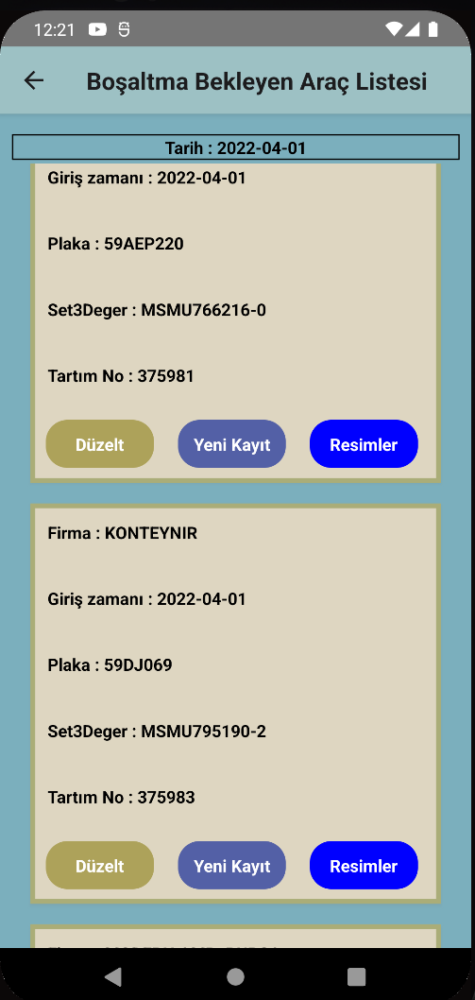 12:21
Boşaltma Bekleyen Araç Listesi
Tarih : 2022-04-01
Giriş zamanı : 2022-04-01
Plaka : 59AEP220
Set3Deger : MSMU766216-0
Tartım No : 375981
Düzelt Yeni Kayıt Resimler
Firma : KONTEYNIR
Giriş zamanı : 2022-04-01
Plaka : 59DJ069
Set3Deger : MSMU795190-2
Tartım No : 375983
Düzelt Yeni Kayıt Resimler